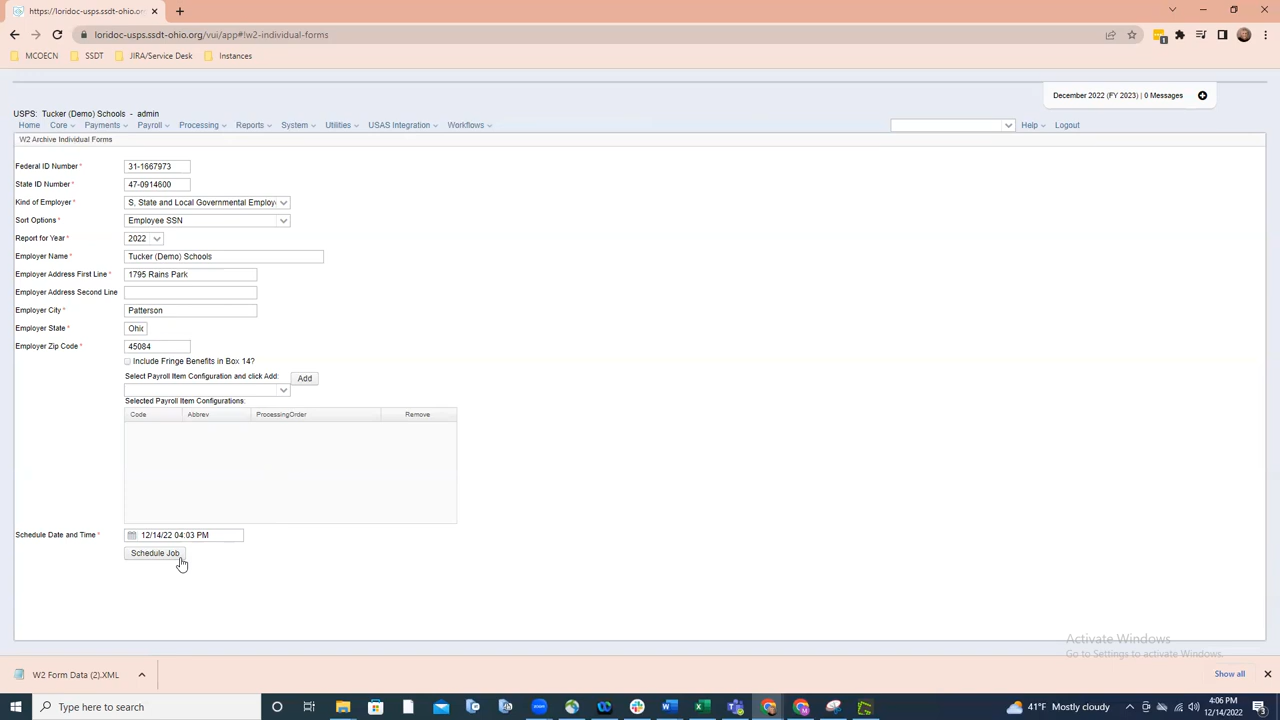 https://loridoc-usps.ssdt-ohio.or
loridoc-usps.ssdt-ohio.org/vui/app#!w2-individual-forms
MCOECN SSDT JIRA/Service Desk Instances
1
December 2022 (FY 2023) | 0 Messages
USPS: Tucker (Demo) Schools - admin
Home Core Payments Payroll Processing Reports System Utilities USAS Integration Workflows Help Logout
W2 Archive Individual Forms
Federal ID Number * 31-1667973
State ID Number * 47-0914600
Kind of Employer * S, State and Local Governmental Employ
Sort Options * Employee SSN
Report for Year * 2022
Employer Name * Tucker (Demo) Schools
Employer Address First Line * 1795 Rains Park
Employer Address Second Line
Employer City * Patterson
Employer State * Ohio
Employer Zip Code * 45084
Include Fringe Benefits in Box 14?
Select Payroll Item Configuration and click Add: Add
Selected Payroll Item Configurations:
Code Abbrev ProcessingOrder Remove
Schedule Date and Time * 12/14/22 04:03 PM
Schedule Job
Activate Windows
Go to Settings to activate Windows.
W2 Form Data (2).XML Show all
Type here to search 41°F Mostly cloudy 4:06 PM
12/14/2022